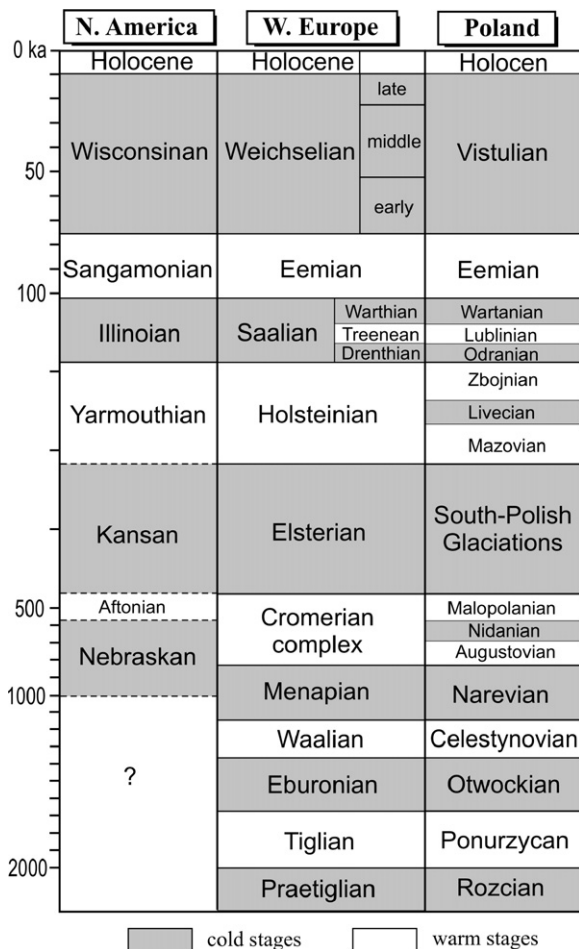 N. America W. Europe Poland
0 ka
Holocene Holocene Holocen
late
Wisconsinan Weichselian middle Vistulian
50
early
Sangamonian Eemian Eemian
100
Warthian Wartanian
Illinoian Saalian Treenean Lublinian
Drenthian Odranian
Zbojnian
Yarmouthian Holsteinian Livecian
Mazovian
Kansan Elsterian South-Polish
Glaciations
500 Aftonian Cromerian Malopolanian
Nidanian
Nebraskan complex Augustovian
1000 Menapian Narevian
Waalian Celestynovian
? Eburonian Otwockian
Tiglian Ponurzycan
2000
Praetiglian Rozcian
cold stages warm stages